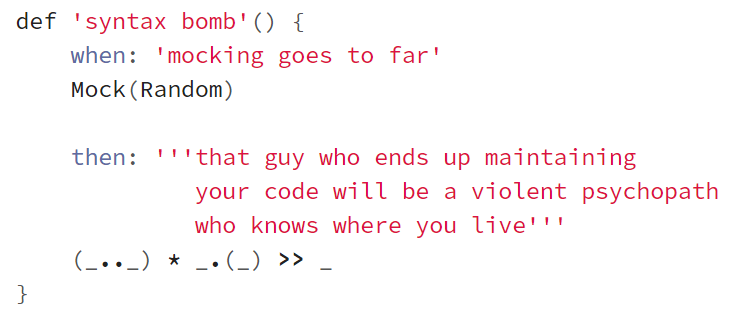 def 'syntax bomb'() {
    when: 'mocking goes to far'
    Mock(Random)

    then: '''that guy who ends up maintaining
             your code will be a violent psychopath
             who knows where you live'''
    (_.._) * _.(_) >> _
}